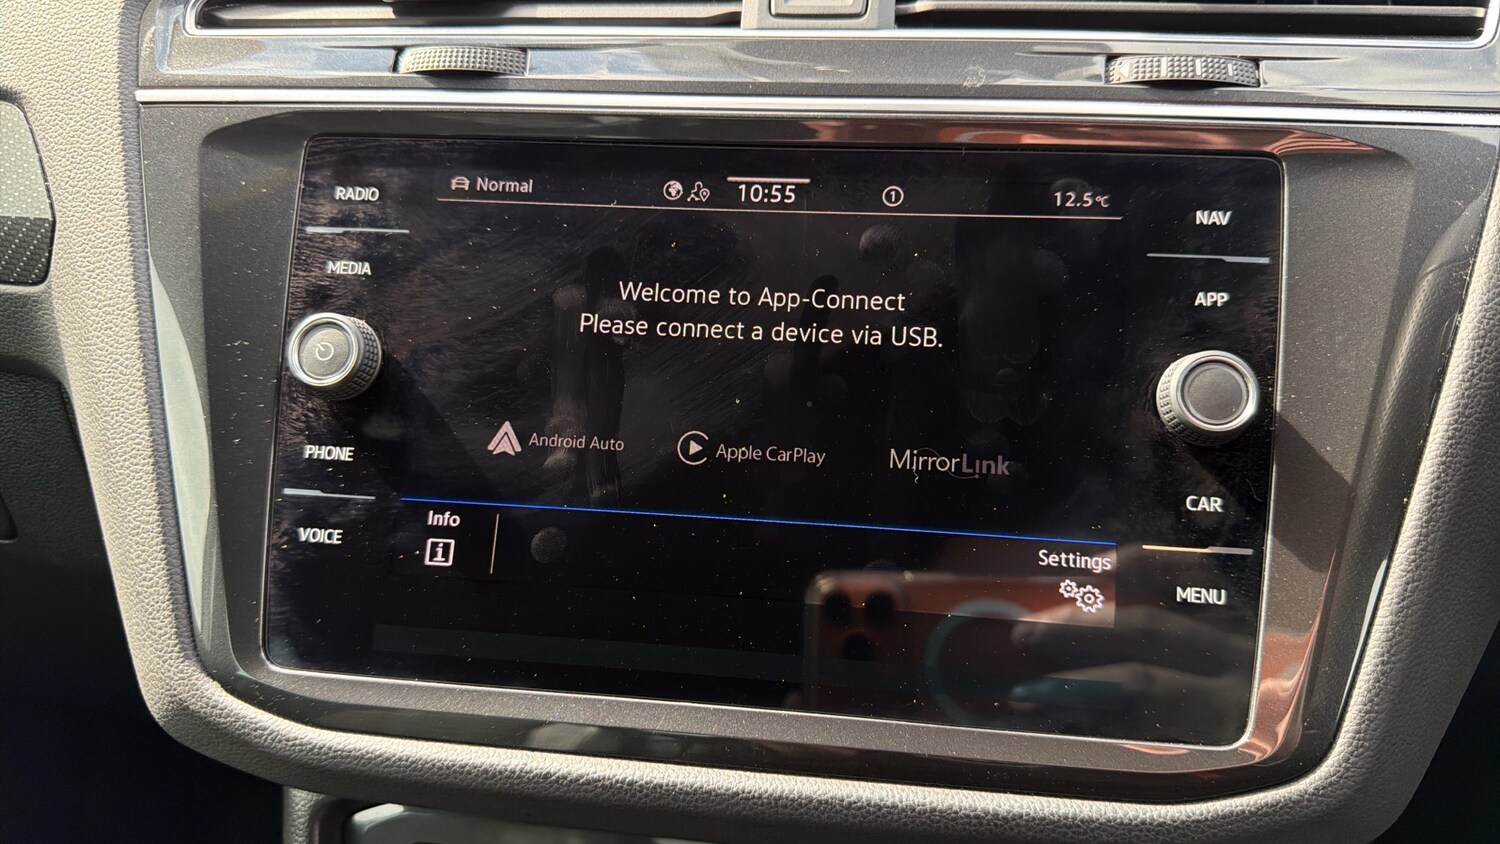 RADIO
MEDIA
PHONE
VOICE
Normal
10:55
1
12.5°C
Welcome to App-Connect
Please connect a device via USB.
Android Auto
Apple CarPlay
MirrorLink
Info
i
Settings
NAV
APP
CAR
MENU